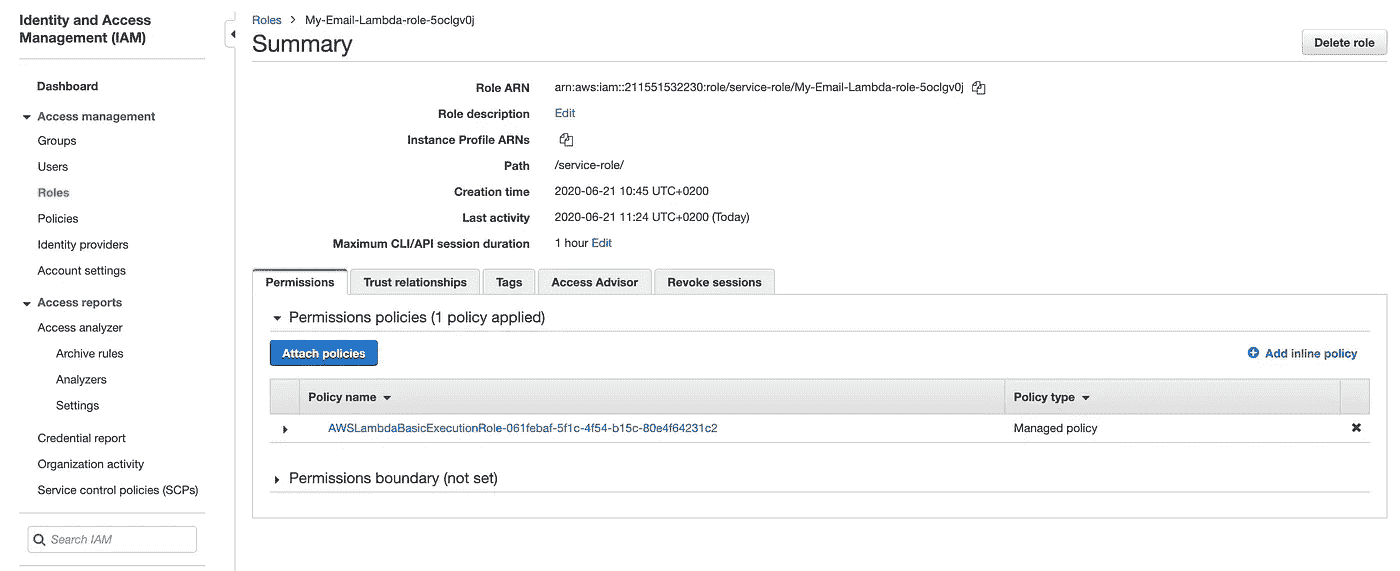 Identity and Access
Management (IAM)
Dashboard
Access management
Groups
Users
Roles
Policies
Identity providers
Account settings
Access reports
Access analyzer
Archive rules
Analyzers
Settings
Credential report
Organization activity
Service control policies (SCPs)
Search IAM
Roles > My-Email-Lambda-role-5oclgv0j
Summary
Delete role
Role ARN arn:aws:iam::211551532230:role/service-role/My-Email-Lambda-role-5oclgv0j
Role description Edit
Instance Profile ARNs
Path /service-role/
Creation time 2020-06-21 10:45 UTC+0200
Last activity 2020-06-21 11:24 UTC+0200 (Today)
Maximum CLI/API session duration 1 hour Edit
Permissions Trust relationships Tags Access Advisor Revoke sessions
Permissions policies (1 policy applied)
Attach policies Add inline policy
Policy name Policy type
AWSLambdaBasicExecutionRole-061febaf-5f1c-4f54-b15c-80e4f64231c2 Managed policy
Permissions boundary (not set)